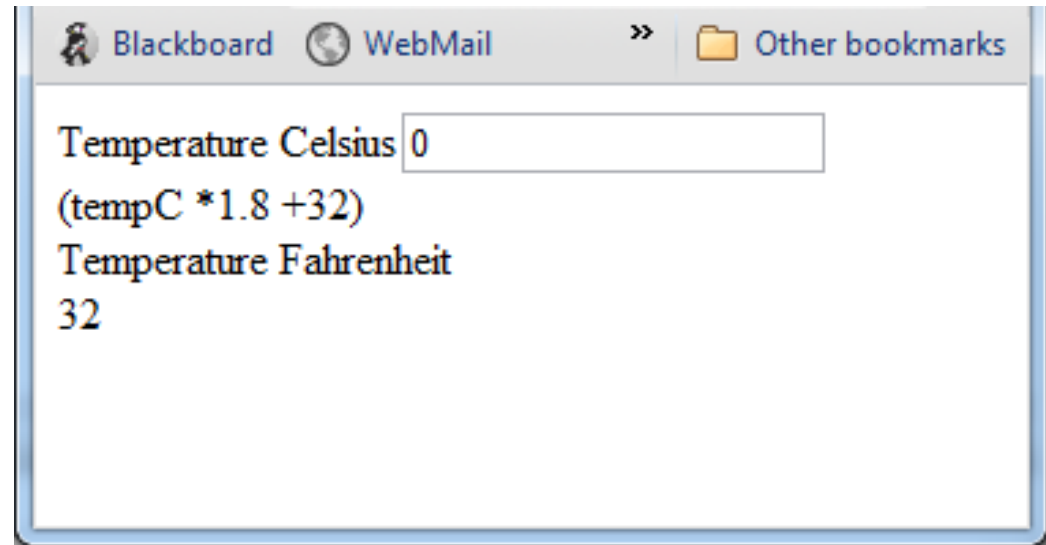 Blackboard WebMail » Other bookmarks
Temperature Celsius 0
(tempC *1.8 +32)
Temperature Fahrenheit
32